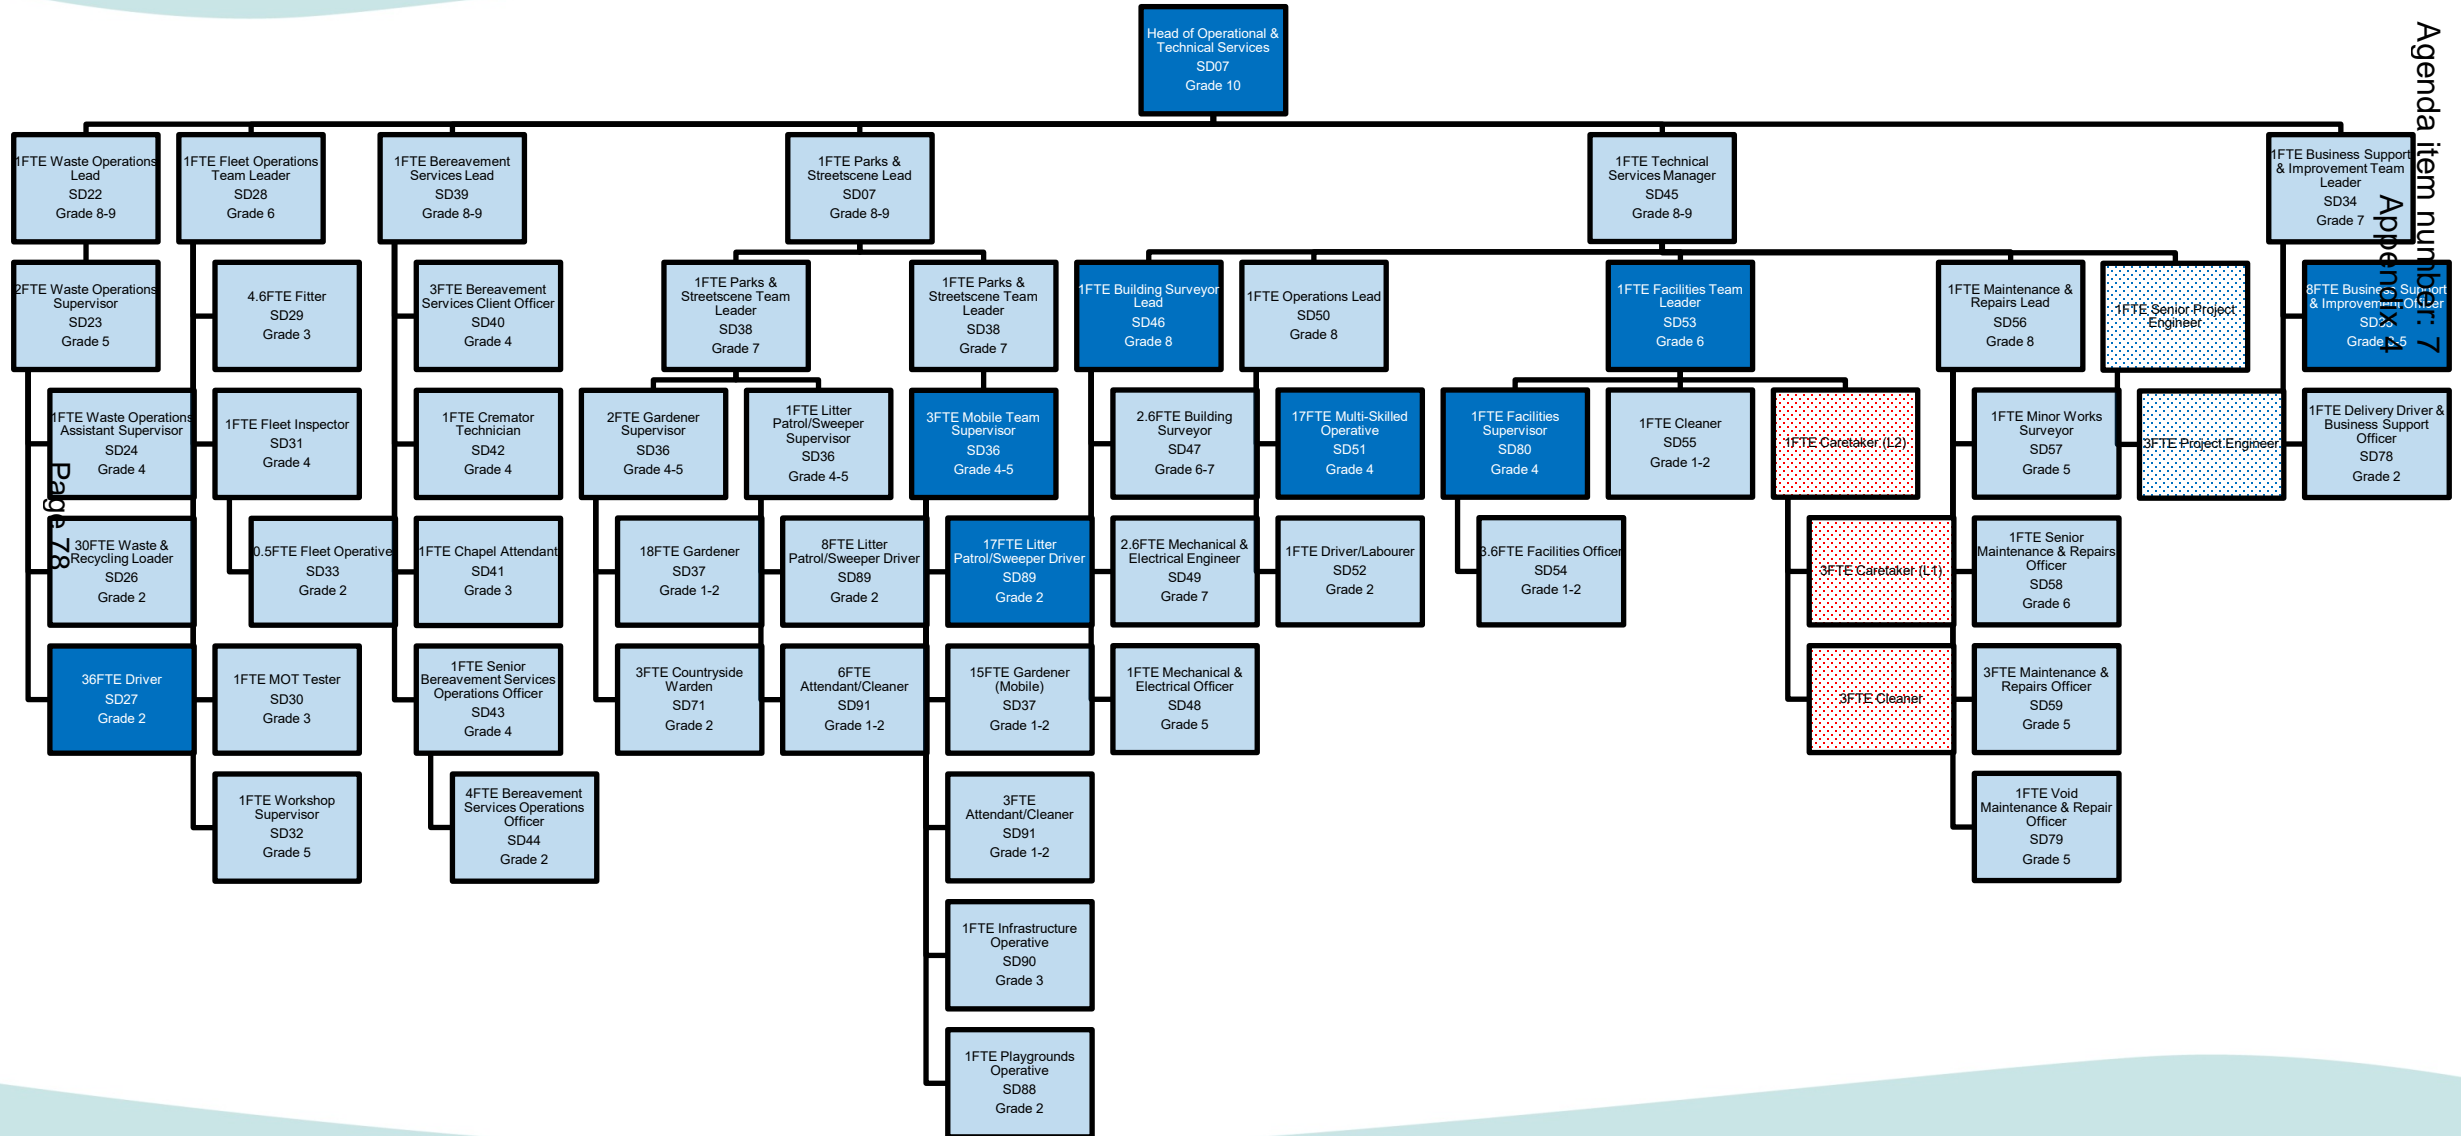 Agenda item number: 7
Appendix 4
Head of Operational &
Technical Services
SD07
Grade 10
1FTE Waste Operations
Lead
SD22
Grade 8-9
1FTE Fleet Operations
Team Leader
SD28
Grade 6
1FTE Bereavement
Services Lead
SD39
Grade 8-9
1FTE Parks &
Streetscene Lead
SD07
Grade 8-9
1FTE Technical
Services Manager
SD45
Grade 8-9
1FTE Business Support
& Improvement Team
Leader
SD34
Grade 7
2FTE Waste Operations
Supervisor
SD23
Grade 5
4.6FTE Fitter
SD29
Grade 3
3FTE Bereavement
Services Client Officer
SD40
Grade 4
1FTE Parks &
Streetscene Team
Leader
SD38
Grade 7
1FTE Parks &
Streetscene Team
Leader
SD38
Grade 7
1FTE Building Surveyor
Lead
SD46
Grade 8
1FTE Operations Lead
SD50
Grade 8
1FTE Facilities Team
Leader
SD53
Grade 6
1FTE Maintenance &
Repairs Lead
SD56
Grade 8
1FTE Senior Project
Engineer
8FTE Business Support
& Improvement Officer
Grade
1FTE Waste Operations
Assistant Supervisor
SD24
Grade 4
1FTE Fleet Inspector
SD31
Grade 4
1FTE Cremator
Technician
SD42
Grade 4
2FTE Gardener
Supervisor
SD36
Grade 4-5
1FTE Litter
Patrol/Sweeper
Supervisor
SD36
Grade 4-5
3FTE Mobile Team
Supervisor
SD36
Grade 4-5
2.6FTE Building
Surveyor
SD47
Grade 6-7
17FTE Multi-Skilled
Operative
SD51
Grade 4
1FTE Facilities
Supervisor
SD80
Grade 4
1FTE Cleaner
SD55
Grade 1-2
1FTE Caretaker (L2)
1FTE Minor Works
Surveyor
SD57
Grade 5
3FTE Project Engineer
1FTE Delivery Driver &
Business Support
Officer
SD78
Grade 2
30FTE Waste &
Recycling Loader
SD26
Grade 2
0.5FTE Fleet Operative
SD33
Grade 2
1FTE Chapel Attendant
SD41
Grade 3
18FTE Gardener
SD37
Grade 1-2
8FTE Litter
Patrol/Sweeper Driver
SD89
Grade 2
17FTE Litter
Patrol/Sweeper Driver
SD89
Grade 2
2.6FTE Mechanical &
Electrical Engineer
SD49
Grade 7
1FTE Driver/Labourer
SD52
Grade 2
3.6FTE Facilities Officer
SD54
Grade 1-2
3FTE Caretaker (L1)
1FTE Senior
Maintenance & Repairs
Officer
SD58
Grade 6
36FTE Driver
SD27
Grade 2
1FTE MOT Tester
SD30
Grade 3
1FTE Senior
Bereavement Services
Operations Officer
SD43
Grade 4
3FTE Countryside
Warden
SD71
Grade 2
6FTE
Attendant/Cleaner
SD91
Grade 1-2
15FTE Gardener
(Mobile)
SD37
Grade 1-2
1FTE Mechanical &
Electrical Officer
SD48
Grade 5
3FTE Cleaner
3FTE Maintenance &
Repairs Officer
SD59
Grade 5
1FTE Workshop
Supervisor
SD32
Grade 5
4FTE Bereavement
Services Operations
Officer
SD44
Grade 2
3FTE
Attendant/Cleaner
SD91
Grade 1-2
1FTE Void
Maintenance & Repair
Officer
SD79
Grade 5
1FTE Infrastructure
Operative
SD90
Grade 3
1FTE Playgrounds
Operative
SD88
Grade 2
Page 78